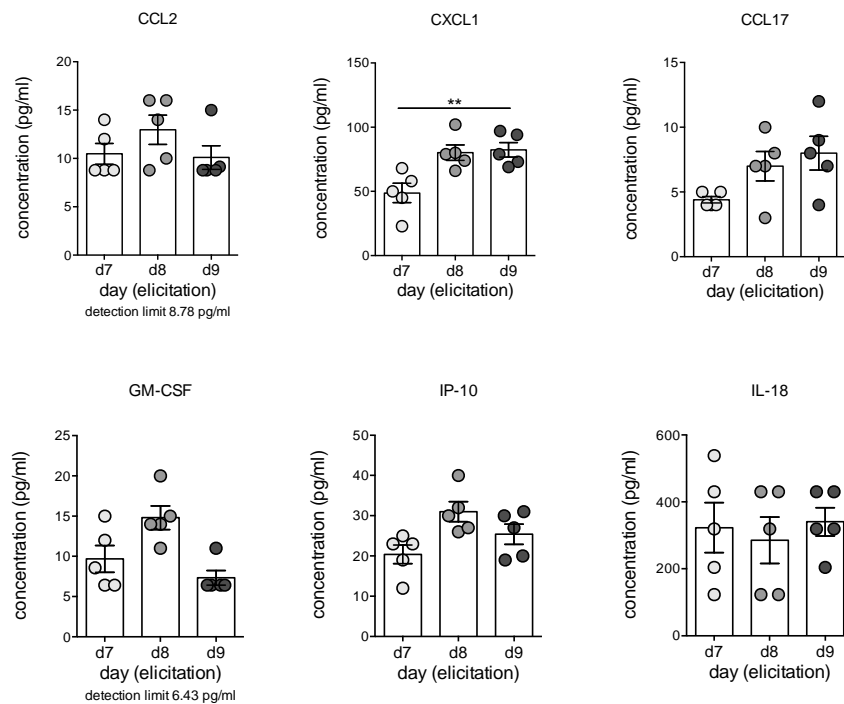 CCL2
concentration (pg/ml)
20
15
10
5
0
d7 d8 d9
day (elicitation)
detection limit 8.78 pg/ml
CXCL1
concentration (pg/ml)
150
100
50
0
**
d7 d8 d9
day (elicitation)
CCL17
concentration (pg/ml)
15
10
5
0
d7 d8 d9
day (elicitation)
GM-CSF
concentration (pg/ml)
25
20
15
10
5
0
d7 d8 d9
day (elicitation)
detection limit 6.43 pg/ml
IP-10
concentration (pg/ml)
50
40
30
20
10
0
d7 d8 d9
day (elicitation)
IL-18
concentration (pg/ml)
600
400
200
0
d7 d8 d9
day (elicitation)